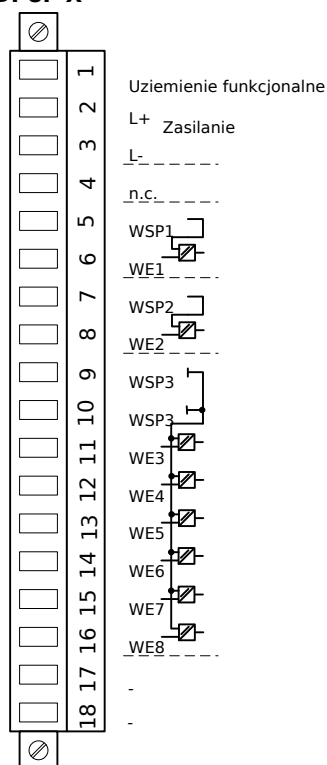 1 Uziemienie funkcjonalne
2 L+ Zasilanie
3 L-
4 n.c.
5 WSP1
6 WE1
7 WSP2
8 WE2
9 WSP3
10 WSP3
11 WE3
12 WE4
13 WE5
14 WE6
15 WE7
16 WE8
17 -
18 -